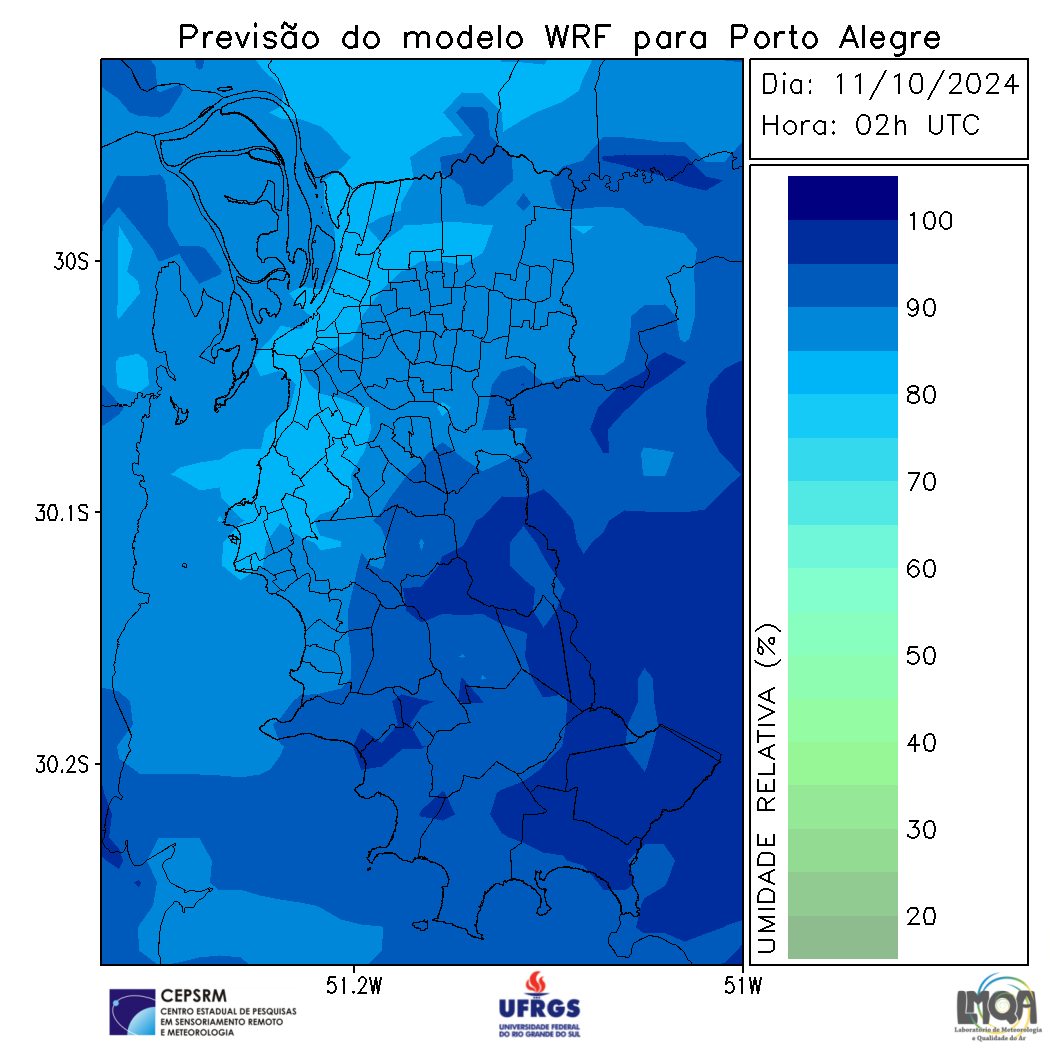 Previsão do modelo WRF para Porto Alegre
Dia: 11/10/2024
Hora: 02h UTC
30S
30.1S
30.2S
51.2W
51W
100
90
80
70
60
50
40
30
20
UMIDADE RELATIVA (%)
CEPSRM
CENTRO ESTADUAL DE PESQUISAS
EM SENSORIAMENTO REMOTO
E METEOROLOGIA
UFRGS
UNIVERSIDADE FEDERAL
DO RIO GRANDE DO SUL
LMQA
Laboratório de Meteorologia
e Qualidade do Ar